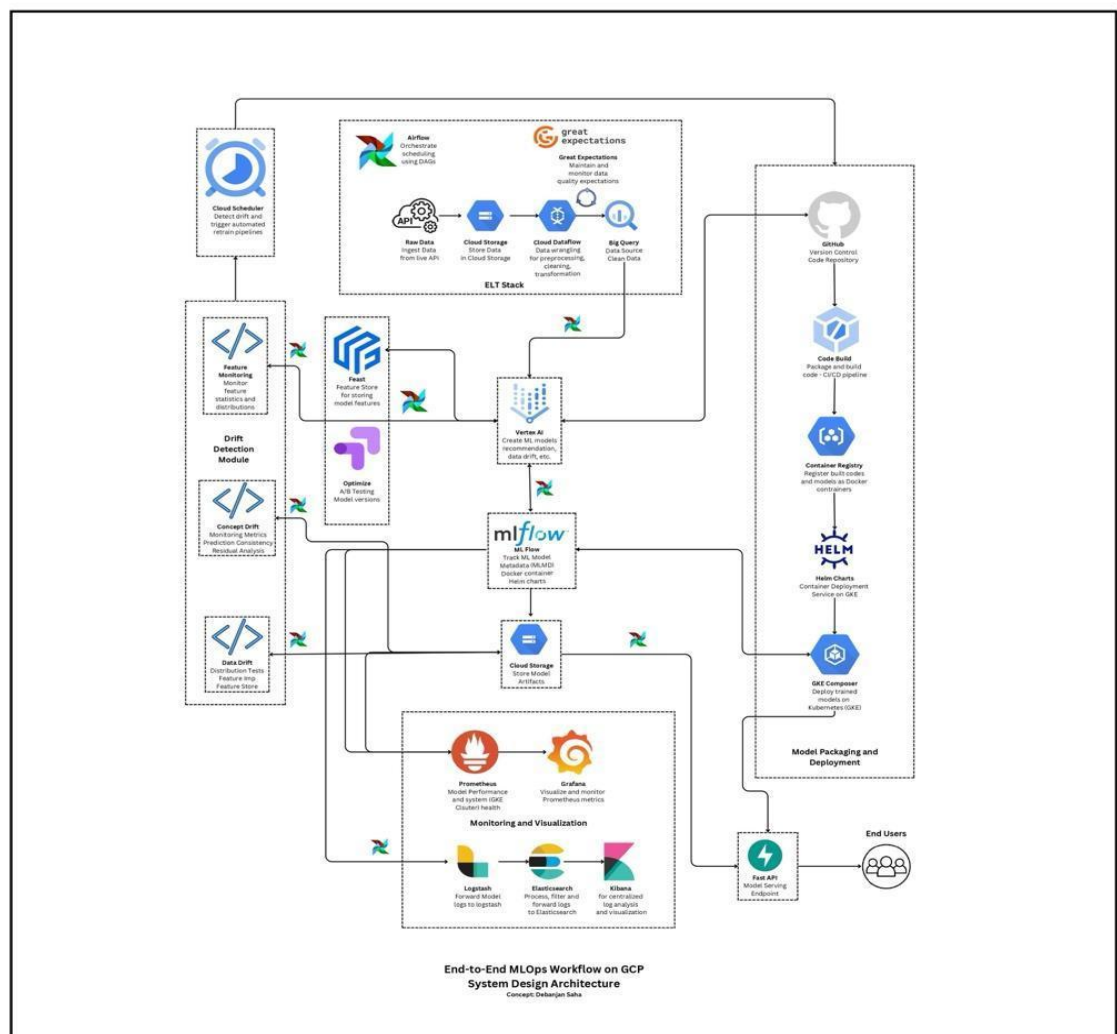 Airflow
Orchestrate
scheduling
using DAGs
great
expectations
Great Expectations
Maintain and
monitor data
quality expectations
Cloud Scheduler
Detect drift and
trigger automated
retrain pipelines
API
Raw Data
Ingest Data
from live API
Cloud Storage
Store Data
in Cloud Storage
Cloud Dataflow
Data wrangling
for preprocessing,
cleaning,
transformation
Big Query
Data Source
Clean Data
ELT Stack
GitHub
Version Control
Code Repository
Feature
Monitoring
Monitor
feature
statistics and
distributions
Drift
Detection
Module
Concept Drift
Monitoring Metrics
Prediction Consistency
Residual Analysis
Data Drift
Distribution Tests
Feature Imp
Feature Store
Feast
Feature Store
for storing
model features
Optimize
A/B Testing
Model versions
Vertex AI
Create ML models
recommendation,
data drift, etc.
mlflow
ML Flow
Track ML Model
Metadata (MLMD)
Docker container
Helm charts
Cloud Storage
Store Model
Artifacts
Code Build
Package and build
code - CI/CD pipeline
Container Registry
Register built codes
and models as Docker
contrainers
HELM
Helm Charts
Container Deployment
Service on GKE
GKE Composer
Deploy trained
models on
Kubernetes (GKE)
Model Packaging and
Deployment
Prometheus
Model Performance
and system (GKE
Clsuter) health
Grafana
Visualize and monitor
Prometheus metrics
Monitoring and Visualization
Logstash
Forward Model
logs to logstash
Elasticsearch
Process, filter and
forward logs
to Elasticsearch
Kibana
for centralized
log analysis
and visualization
Fast API
Model Serving
Endpoint
End Users
End-to-End MLOps Workflow on GCP
System Design Architecture
Concept: Debanjan Saha